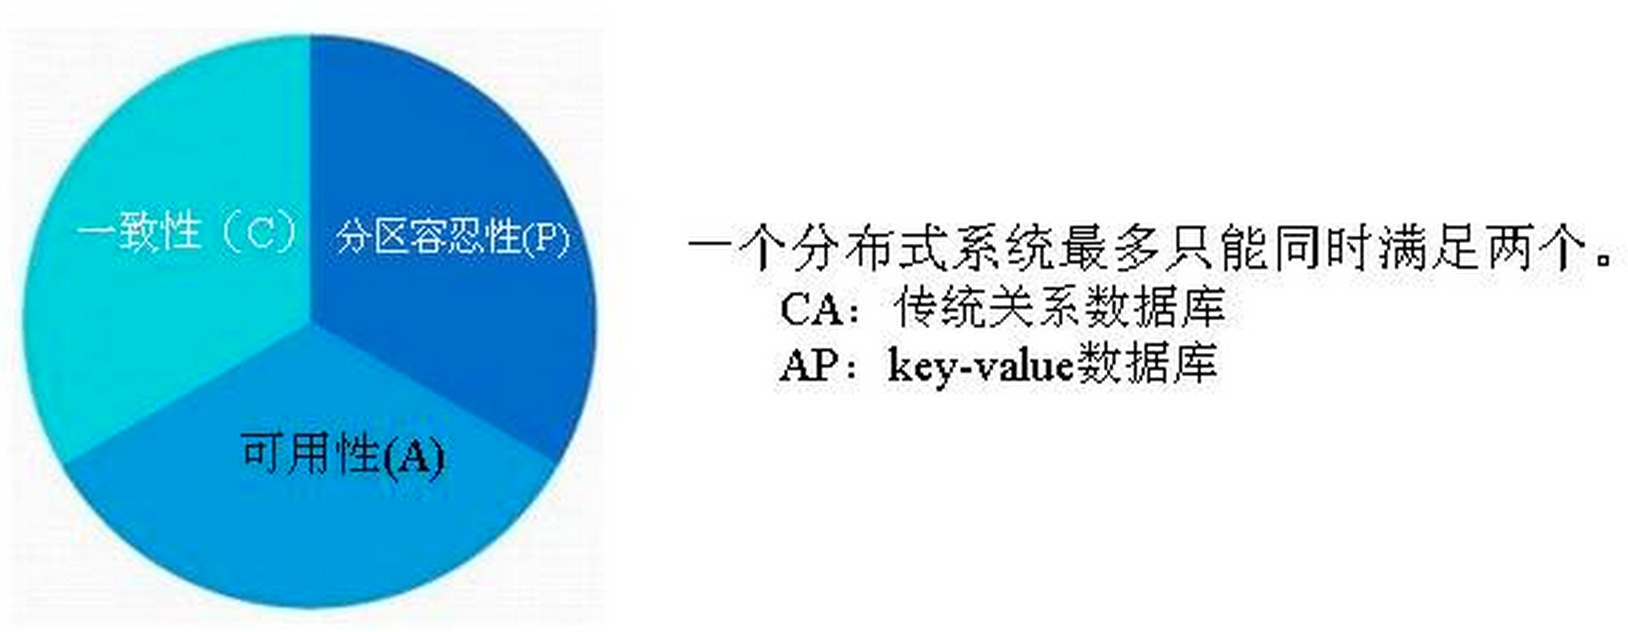 一致性（C）
分区容忍性(P)
可用性(A)
一个分布式系统最多只能同时满足两个。
CA：传统关系数据库
AP：key-value数据库